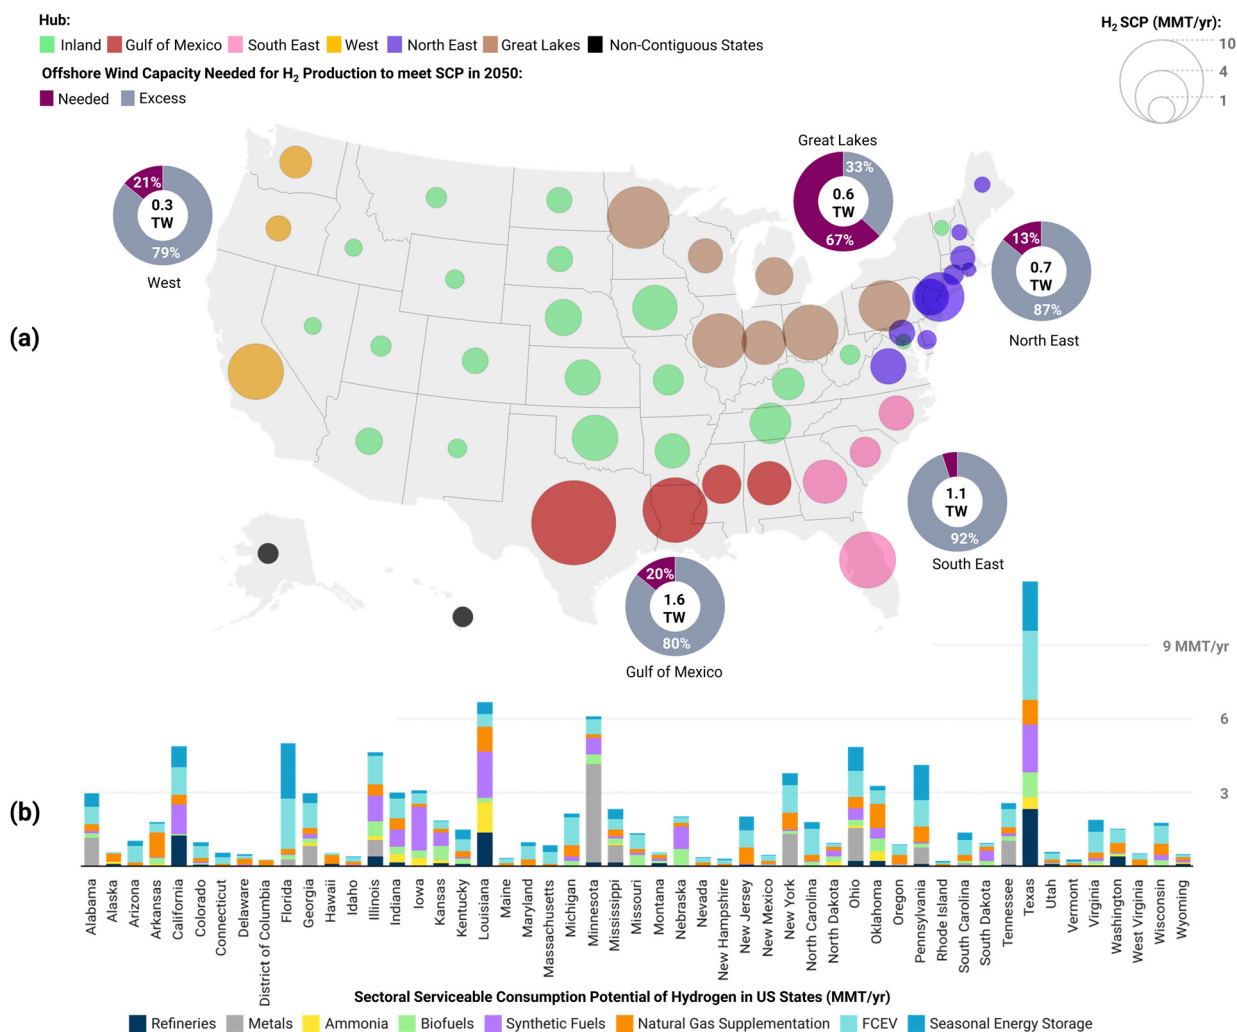 Hub:
Inland Gulf of Mexico South East West North East Great Lakes Non-Contiguous States
Offshore Wind Capacity Needed for H2 Production to meet SCP in 2050:
Needed Excess
H2 SCP (MMT/yr):
10
4
1
(a)
21%
0.3
TW
79%
West
Great Lakes
33%
0.6
TW
67%
13%
0.7
TW
87%
North East
1.1
TW
92%
South East
20%
1.6
TW
80%
Gulf of Mexico
(b)
9 MMT/yr
6
3
Alabama
Alaska
Arizona
Arkansas
California
Colorado
Connecticut
Delaware
District of Columbia
Florida
Georgia
Hawaii
Idaho
Illinois
Indiana
Iowa
Kansas
Kentucky
Louisiana
Maine
Maryland
Massachusetts
Michigan
Minnesota
Mississippi
Missouri
Montana
Nebraska
Nevada
New Hampshire
New Jersey
New Mexico
New York
North Carolina
North Dakota
Ohio
Oklahoma
Oregon
Pennsylvania
Rhode Island
South Carolina
South Dakota
Tennessee
Texas
Utah
Vermont
Virginia
Washington
West Virginia
Wisconsin
Wyoming
Sectoral Serviceable Consumption Potential of Hydrogen in US States (MMT/yr)
Refineries Metals Ammonia Biofuels Synthetic Fuels Natural Gas Supplementation FCEV Seasonal Energy Storage